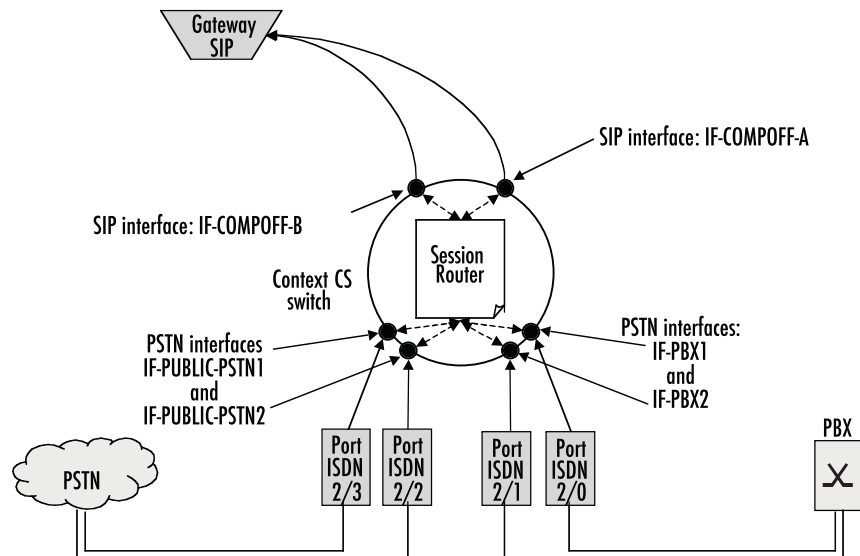 Gateway
SIP
SIP interface: IF-COMPOFF-A
SIP interface: IF-COMPOFF-B
Session
Router
Context CS
switch
PSTN interfaces
IF-PUBLIC-PSTN1
and
IF-PUBLIC-PSTN2
PSTN interfaces:
IF-PBX1
and
IF-PBX2
PSTN
Port
ISDN
2/3
Port
ISDN
2/2
Port
ISDN
2/1
Port
ISDN
2/0
PBX